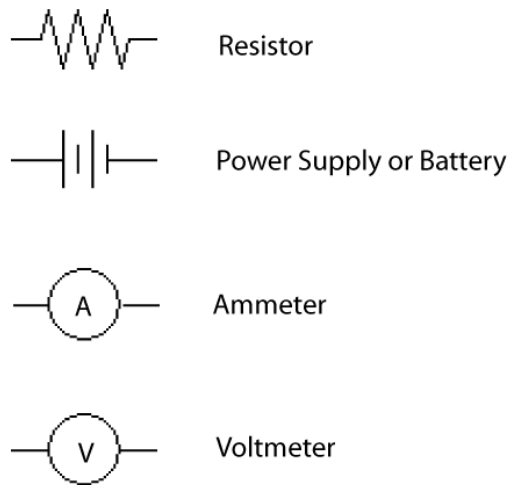 Resistor
Power Supply or Battery
A
Ammeter
V
Voltmeter